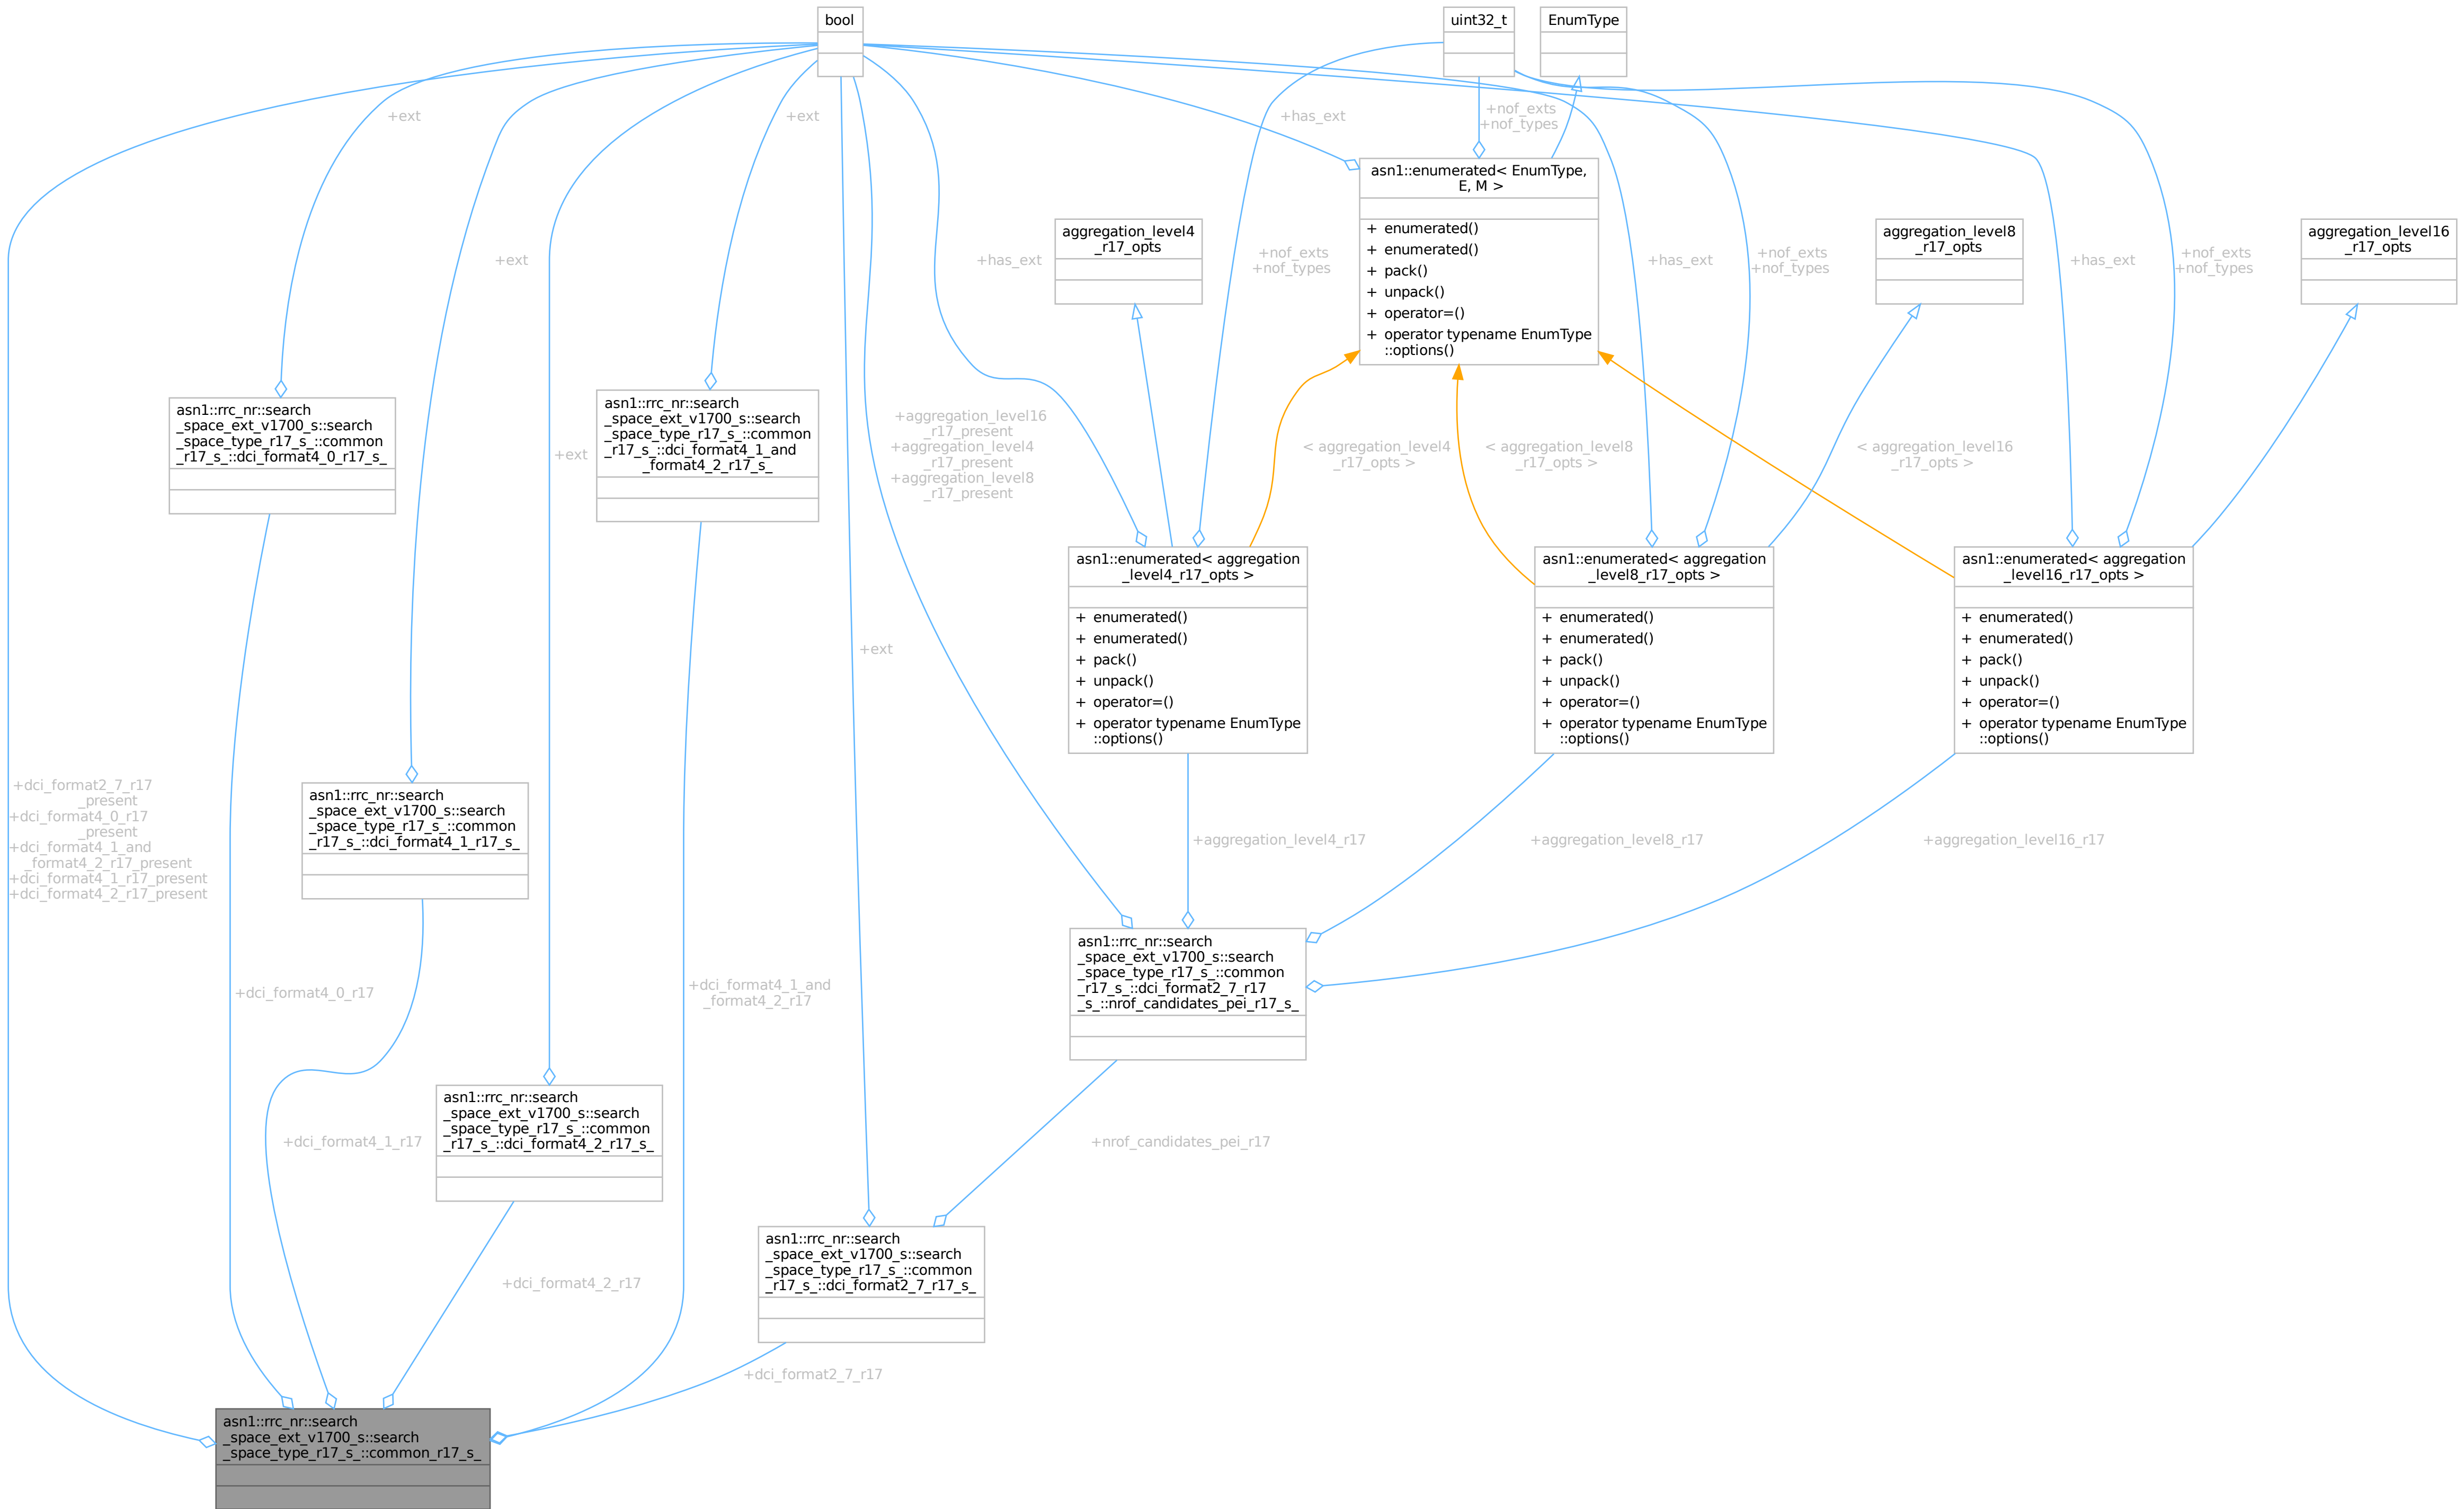 bool
uint32_t
EnumType
+ext
+has_ext
+nof_exts
+nof_types
+ext
asn1::enumerated< EnumType,
E, M >
+ enumerated()
+ enumerated()
+ pack()
+ unpack()
+ operator=()
+ operator typename EnumType
::options()
aggregation_level4
_r17_opts
aggregation_level8
_r17_opts
aggregation_level16
_r17_opts
+ext
+has_ext
+nof_exts
+nof_types
+has_ext
+nof_exts
+nof_types
+has_ext
+nof_exts
+nof_types
asn1::rrc_nr::search
_space_ext_v1700_s::search
_space_type_r17_s_::common
_r17_s_::dci_format4_0_r17_s_
+ext
asn1::rrc_nr::search
_space_ext_v1700_s::search
_space_type_r17_s_::common
_r17_s_::dci_format4_1_and
_format4_2_r17_s_
+aggregation_level16
_r17_present
+aggregation_level4
_r17_present
+aggregation_level8
_r17_present
< aggregation_level4
_r17_opts >
< aggregation_level8
_r17_opts >
< aggregation_level16
_r17_opts >
+ext
asn1::enumerated< aggregation
_level4_r17_opts >
+ enumerated()
+ enumerated()
+ pack()
+ unpack()
+ operator=()
+ operator typename EnumType
::options()
asn1::enumerated< aggregation
_level8_r17_opts >
+ enumerated()
+ enumerated()
+ pack()
+ unpack()
+ operator=()
+ operator typename EnumType
::options()
asn1::enumerated< aggregation
_level16_r17_opts >
+ enumerated()
+ enumerated()
+ pack()
+ unpack()
+ operator=()
+ operator typename EnumType
::options()
+dci_format2_7_r17
_present
+dci_format4_0_r17
_present
+dci_format4_1_and
_format4_2_r17_present
+dci_format4_1_r17_present
+dci_format4_2_r17_present
asn1::rrc_nr::search
_space_ext_v1700_s::search
_space_type_r17_s_::common
_r17_s_::dci_format4_1_r17_s_
+aggregation_level4_r17
+aggregation_level8_r17
+aggregation_level16_r17
+dci_format4_0_r17
+dci_format4_1_and
_format4_2_r17
asn1::rrc_nr::search
_space_ext_v1700_s::search
_space_type_r17_s_::common
_r17_s_::dci_format2_7_r17
_s_::nrof_candidates_pei_r17_s_
+dci_format4_1_r17
asn1::rrc_nr::search
_space_ext_v1700_s::search
_space_type_r17_s_::common
_r17_s_::dci_format4_2_r17_s_
+nrof_candidates_pei_r17
+dci_format4_2_r17
asn1::rrc_nr::search
_space_ext_v1700_s::search
_space_type_r17_s_::common
_r17_s_::dci_format2_7_r17_s_
+dci_format2_7_r17
asn1::rrc_nr::search
_space_ext_v1700_s::search
_space_type_r17_s_::common_r17_s_